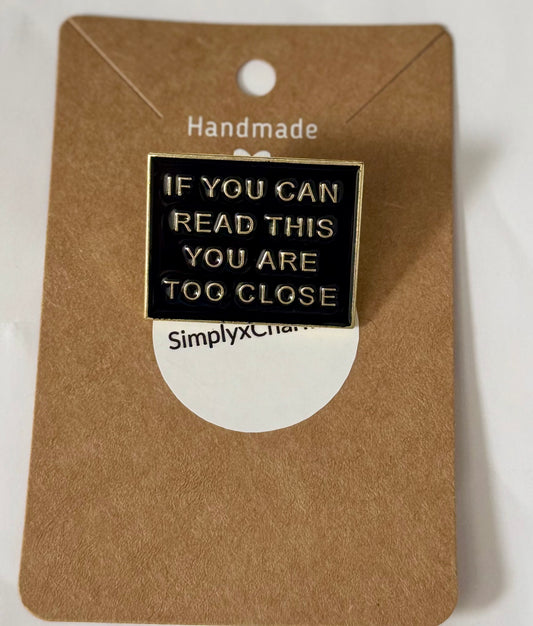 Handmade
IF YOU CAN
READ THIS
YOU ARE
TOO CLOSE